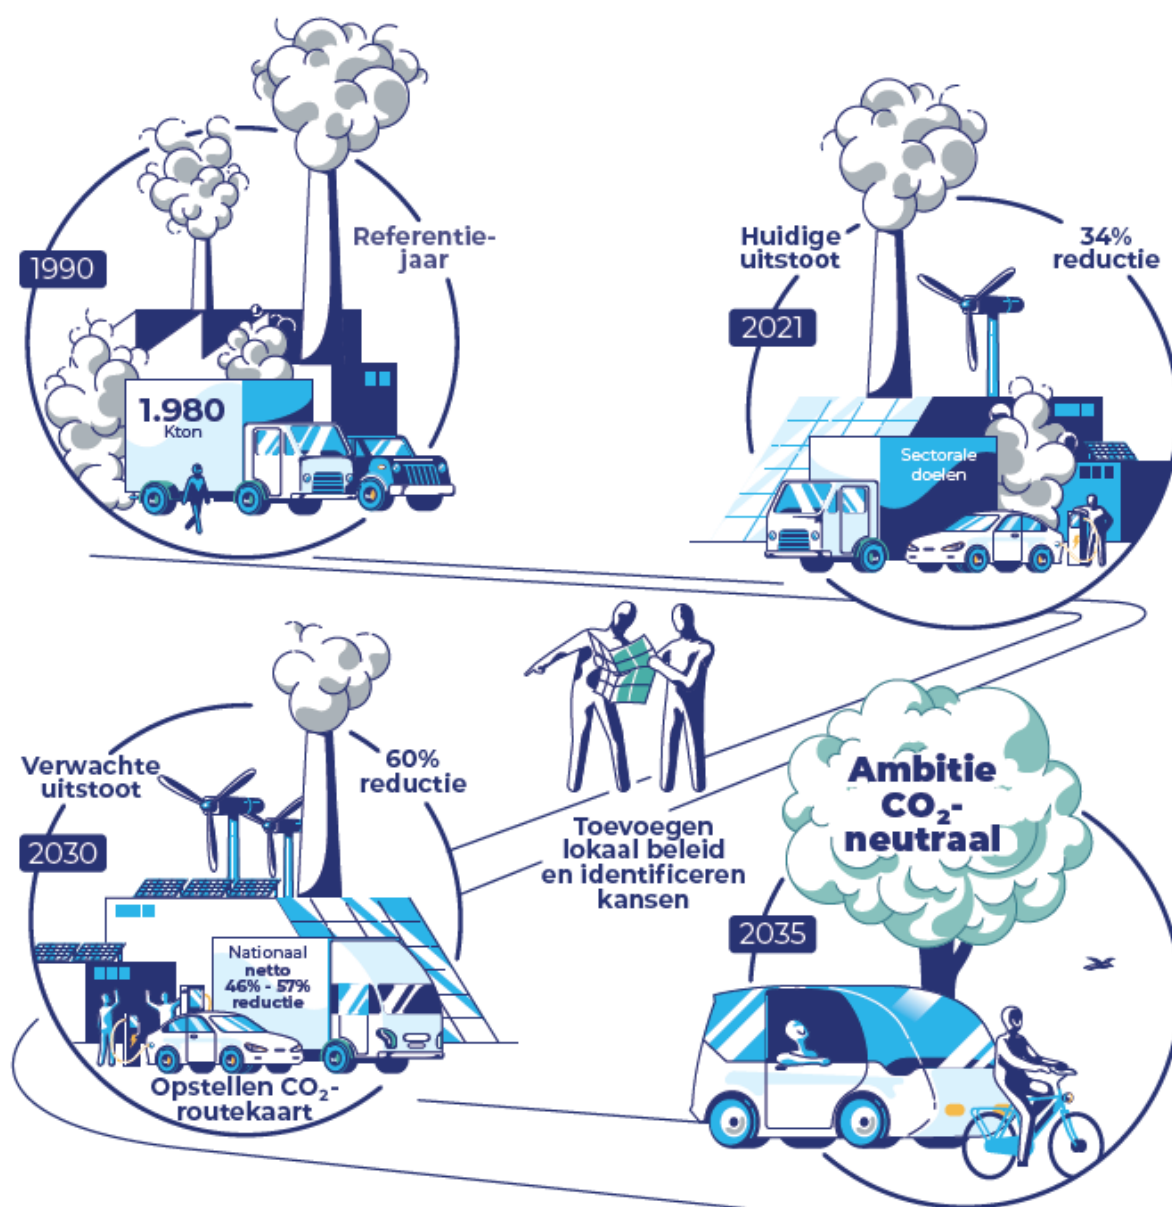 1990
Referentie-
jaar
1.980
Kton
Huidige
uitstoot
34%
reductie
2021
Sectorale
doelen
Verwachte
uitstoot
60%
reductie
2030
Nationaal
netto
46% - 57%
reductie
Opstellen CO₂-
routekaart
Toevoegen
lokaal beleid
en identificeren
kansen
Ambitie
CO₂-
neutraal
2035